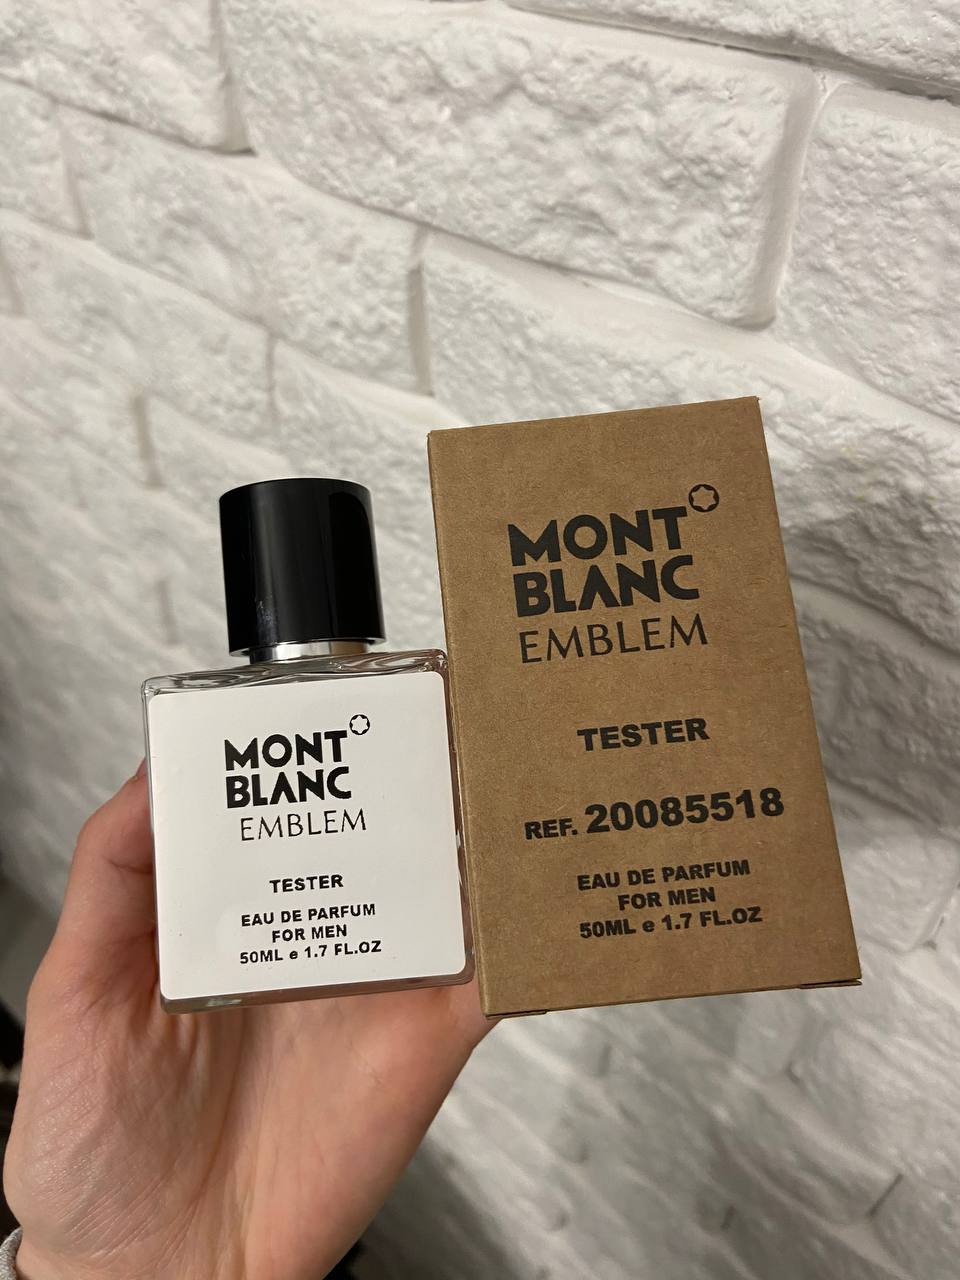 MONT
BLANC
EMBLEM
TESTER
EAU DE PARFUM
FOR MEN
50ML e 1.7 FL.OZ
MONT
BLANC
EMBLEM
TESTER
REF. 20085518
EAU DE PARFUM
FOR MEN
50ML e 1.7 FL.OZ